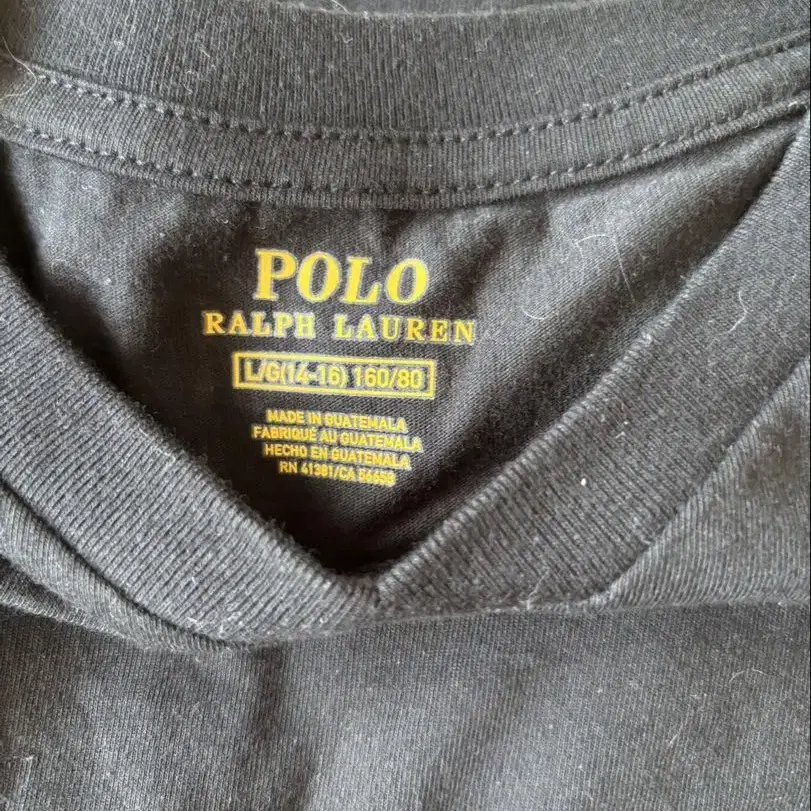 POLO
RALPH LAUREN
L/G(14-16) 160/80
MADE IN GUATEMALA
FABRIQUÉ AU GUATEMALA
HECHO EN GUATEMALA
RN 41381/CA 56653